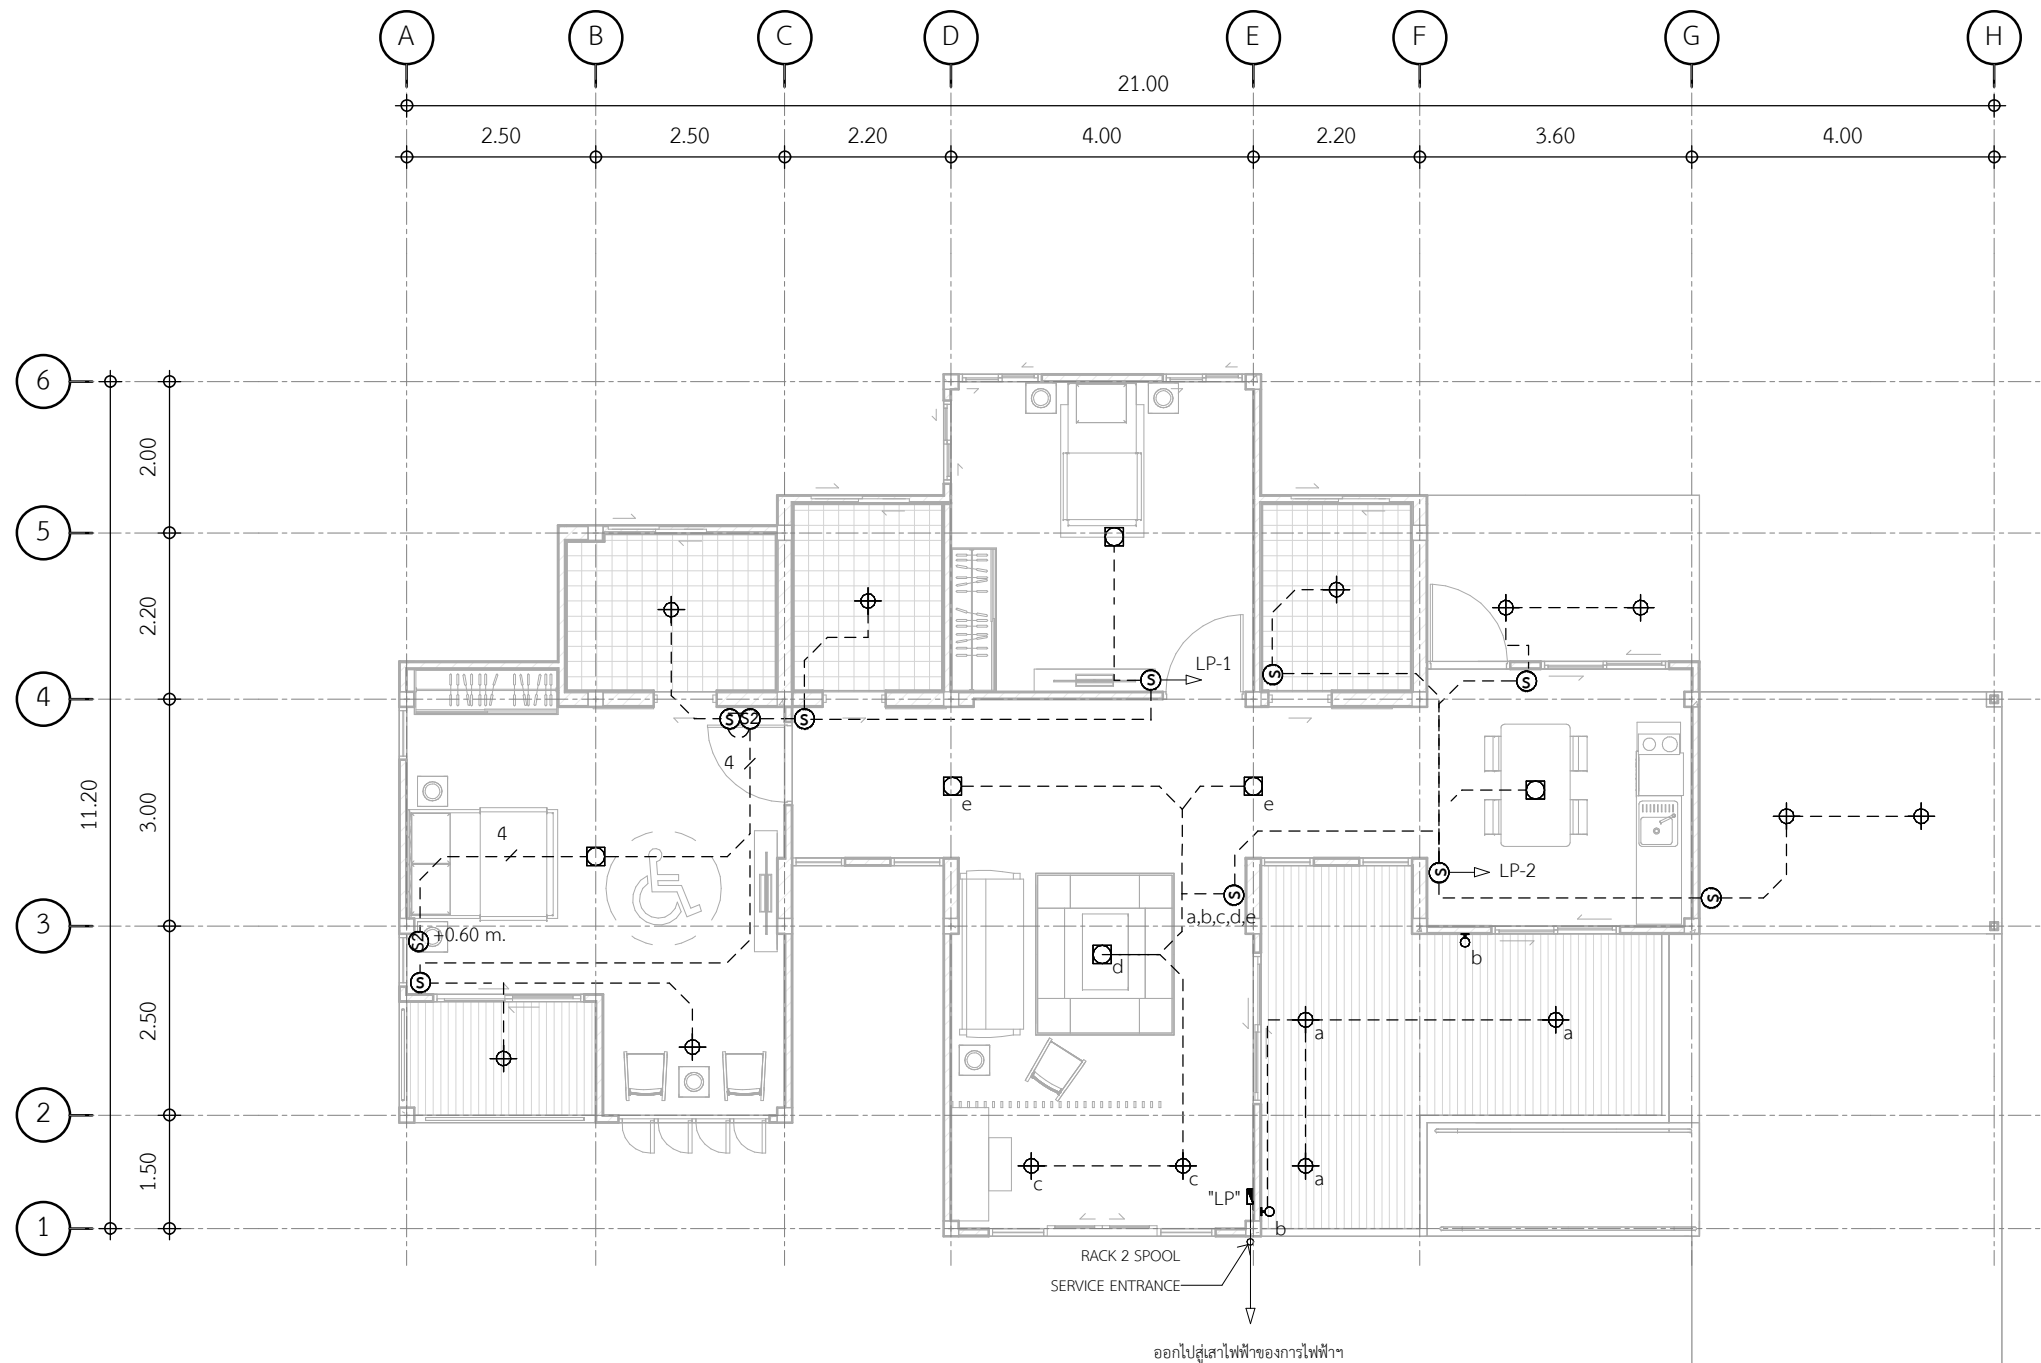 A B C D E F G H
21.00
2.50 2.50 2.20 4.00 2.20 3.60 4.00
6
2.00
5
2.20
LP-1
4
S
S
S S2 S
S
4
11.20
3.00
e e
4
S LP-2
S
S
a,b,c,d,e
3
S2 +0.60 m.
b
d
S
2.50
a a
2
1.50
c c a
"LP"
1
b
RACK 2 SPOOL
SERVICE ENTRANCE
ออกไปสู่เสาไฟฟ้าของการไฟฟ้าฯ